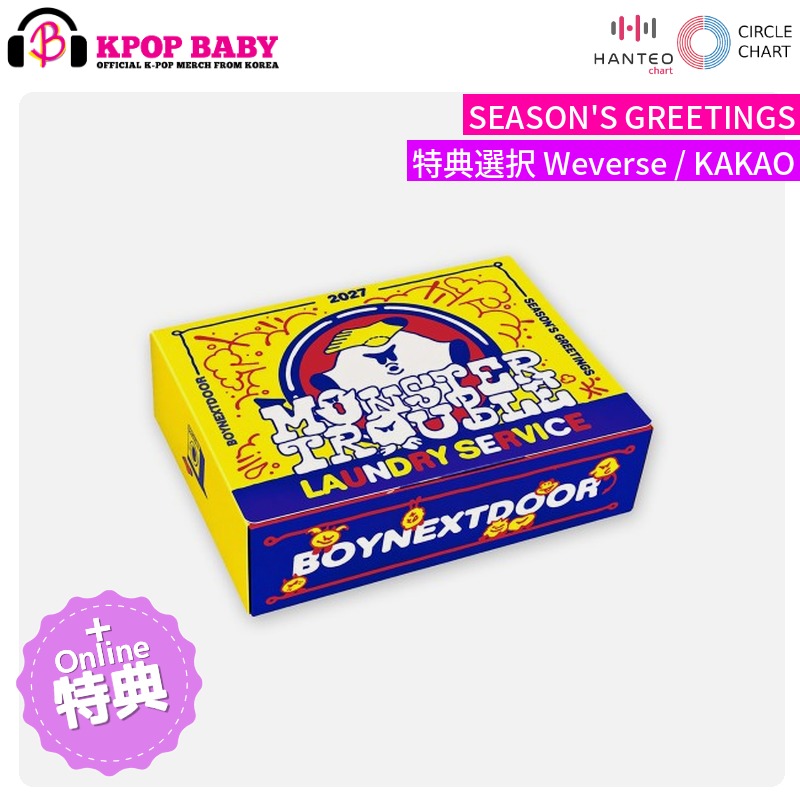 B KPOP BABY
OFFICIAL K-POP MERCH FROM KOREA
HANTEO
chart
CIRCLE
CHART
SEASON'S GREETINGS
特典選択 Weverse / KAKAO
2027
SEASON'S GREETINGS
BOYNEXTDOOR
MONSTER
TROUBLE
LAUNDRY SERVICE
BOYNEXTDOOR
+
Online
特典